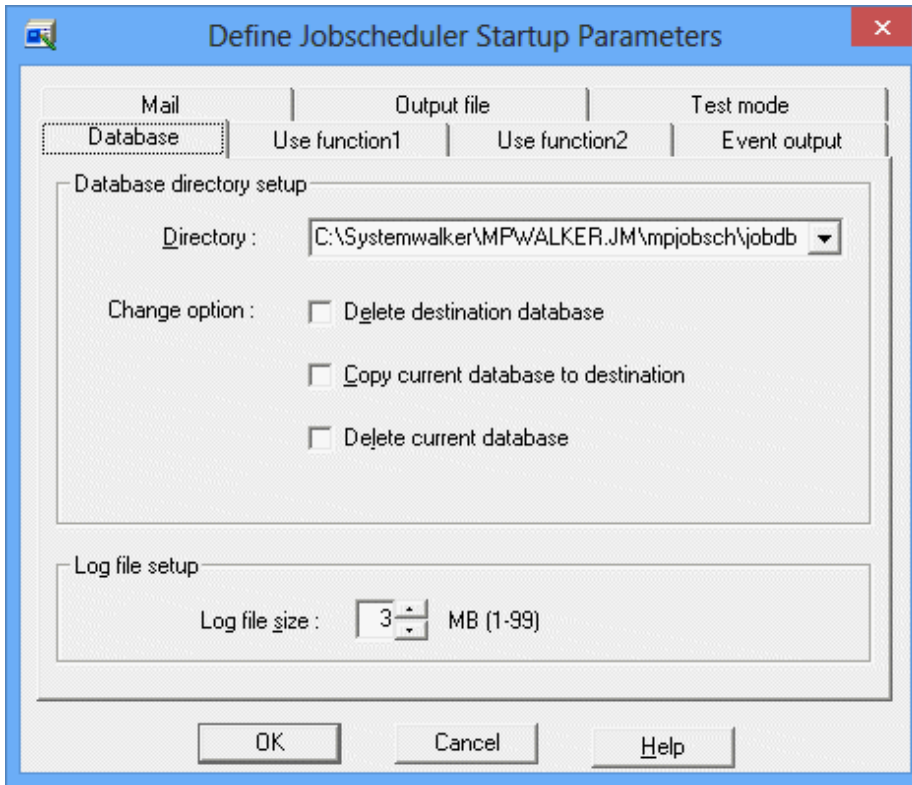 Define Jobscheduler Startup Parameters
Mail Output file Test mode
Database Use function1 Use function2 Event output
Database directory setup
Directory : C:\Systemwalker\MPWALKER.JM\mpjobsch\jobdb
Change option : Delete destination database
Copy current database to destination
Delete current database
Log file setup
Log file size : 3 MB (1-99)
OK Cancel Help